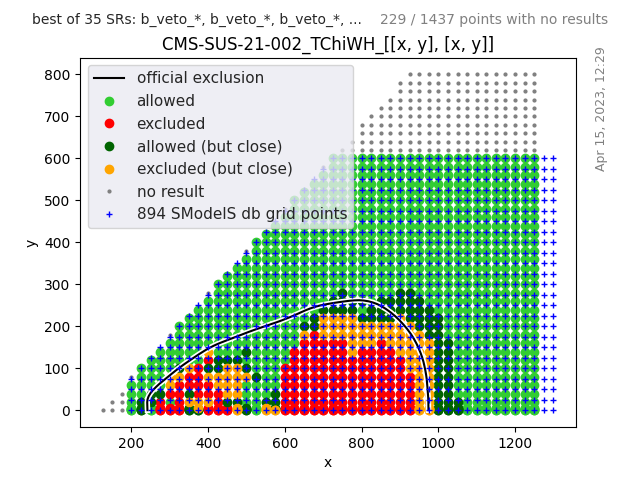 best of 35 SRs: b_veto_*, b_veto_*, b_veto_*, ... 229 / 1437 points with no results
CMS-SUS-21-002_TChiWH_[[x, y], [x, y]]
Apr 15, 2023, 12:29
official exclusion
allowed
excluded
allowed (but close)
excluded (but close)
no result
894 SModelS db grid points
800
700
600
500
400
300
200
100
0
y
200 400 600 800 1000 1200
x